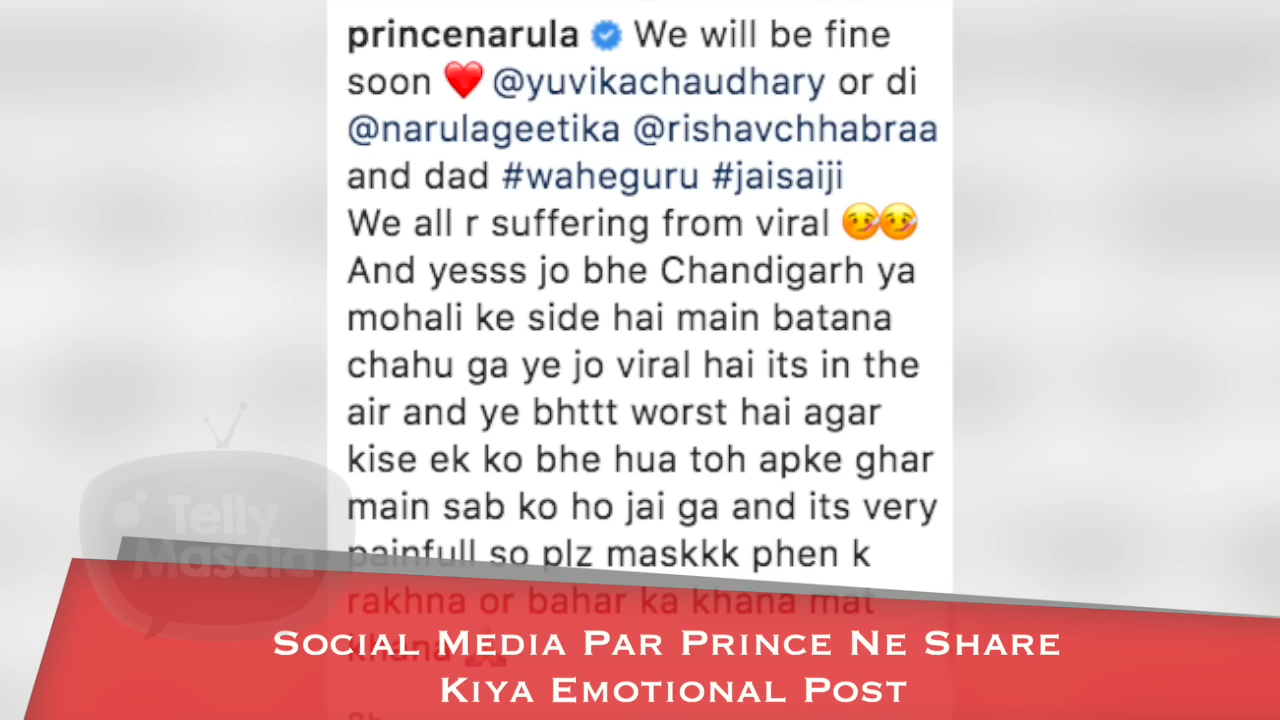 princenarula We will be fine
soon ❤️ @yuvikachaudhary or di
@narulageetika @rishavchhabraa
and dad #waheguru #jaisaiji
We all r suffering from viral 🤒🤒
And yesss jo bhe Chandigarh ya
mohali ke side hai main batana
chahu ga ye jo viral hai its in the
air and ye bhttt worst hai agar
kise ek ko bhe hua toh apke ghar
main sab ko ho jai ga and its very
painfull so plz maskkk phen k
rakhna or bahar ka khana mat
khana 🙏
Telly
Masala
Social Media Par Prince Ne Share
Kiya Emotional Post